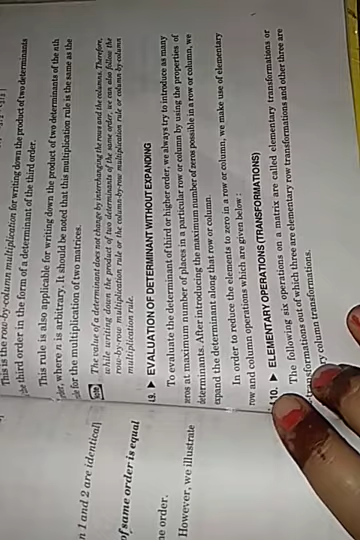 This is the row-by-column multiplication for writing down the product of two determinants
the third order in the form of a determinant of the third order.
This rule is also applicable for writing down the product of two determinants of the nth
order, where n is arbitrary. It should be noted that this multiplication rule is the same as the
rule for the multiplication of two matrices.
Note The value of a determinant does not change by interchanging the rows and the columns. Therefore,
while writing down the product of two determinants of the same order, we can also follow the
row-by-row multiplication rule or the column-by-row multiplication rule or column-by-column
multiplication rule.
1.9. ► EVALUATION OF DETERMINANT WITHOUT EXPANDING
To evaluate the determinant of third or higher order, we always try to introduce as many
zeros at maximum number of places in a particular row or column by using the properties of
determinants. After introducing the maximum number of zeros possible in a row or column, we
expand the determinant along that row or column.
In order to reduce the elements to zero in a row or column, we make use of elementary
row and column operations which are given below :
10. ► ELEMENTARY OPERATIONS (TRANSFORMATIONS)
The following six operations on a matrix are called elementary transformations or
transformations out of which three are elementary row transformations and other three are
ry column transformations.
n 1 and 2 are identical)
of same order is equal
he order.
However, we illustrate